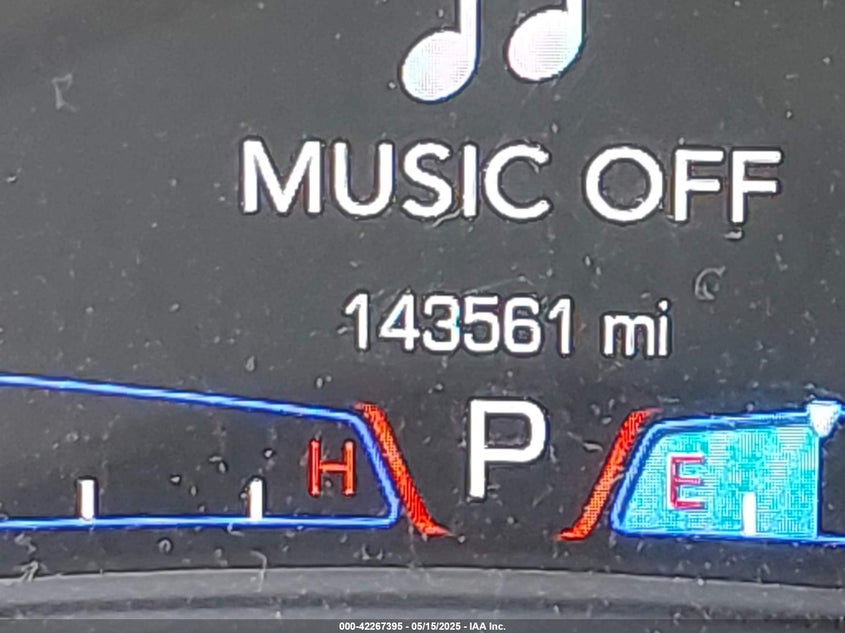 MUSIC OFF
143561 mi
H P E
000-42267395 - 05/15/2025 - IAA Inc.